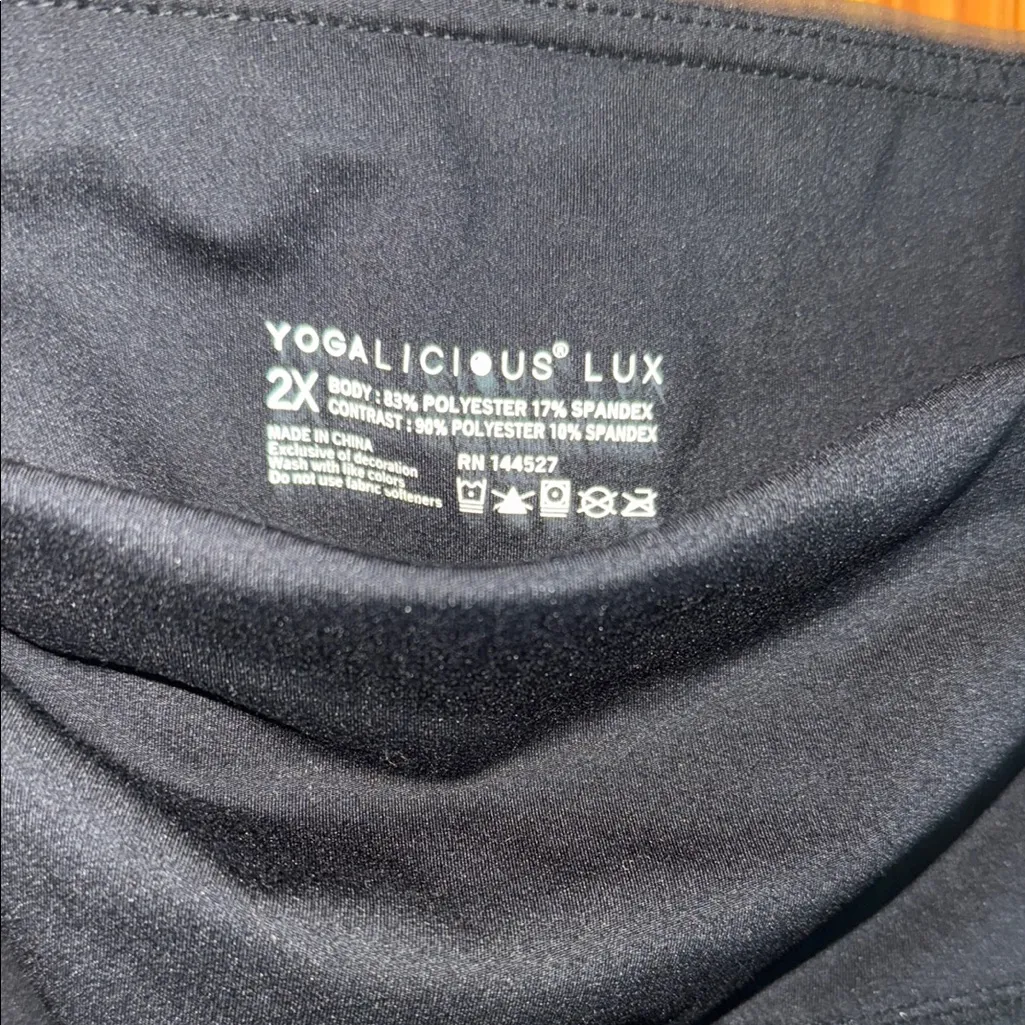 YOGALICIOUS® LUX
2X BODY : 83% POLYESTER 17% SPANDEX
CONTRAST : 90% POLYESTER 10% SPANDEX
MADE IN CHINA
Exclusive of decoration
Wash with like colors
Do not use fabric softeners
RN 144527